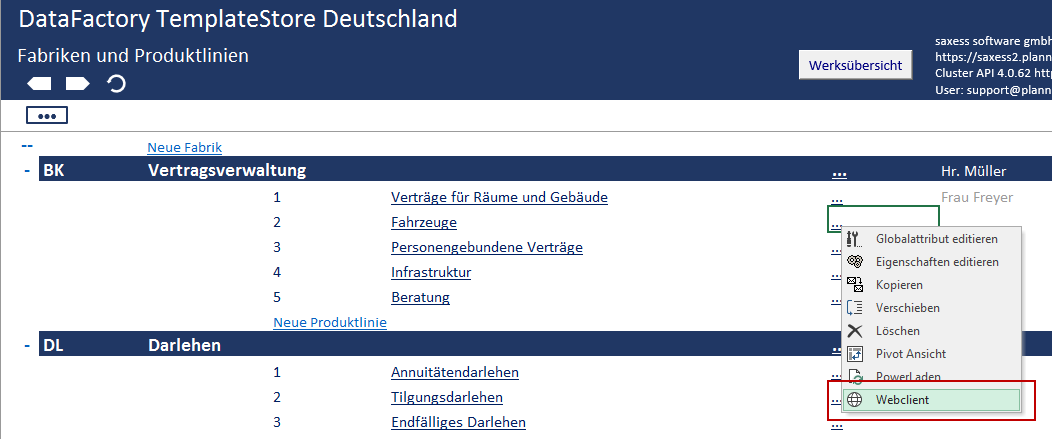 DataFactory TemplateStore Deutschland
Fabriken und Produktlinien
Werksübersicht
saxess software gmbh
https://saxess2.plann
Cluster API 4.0.62 http
User: support@plann
•••
-- Neue Fabrik
- BK Vertragsverwaltung ... Hr. Müller
1 Verträge für Räume und Gebäude ... Frau Freyer
2 Fahrzeuge ...
3 Personengebundene Verträge ...
4 Infrastruktur ...
5 Beratung ...
Neue Produktlinie
- DL Darlehen ...
1 Annuitätendarlehen ...
2 Tilgungsdarlehen ...
3 Endfälliges Darlehen ...
Globalattribut editieren
Eigenschaften editieren
Kopieren
Verschieben
Löschen
Pivot Ansicht
PowerLaden
Webclient